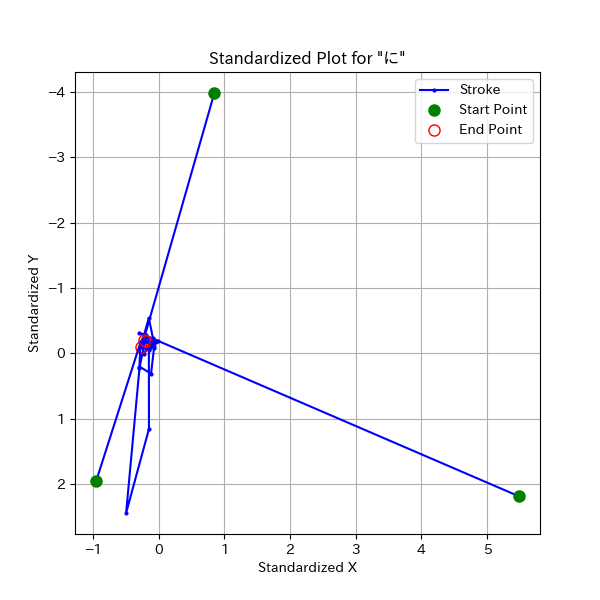 Standardized Plot for "に"
Stroke
Start Point
End Point
−4
−3
−2
−1
0
1
2
Standardized Y
−1 0 1 2 3 4 5
Standardized X